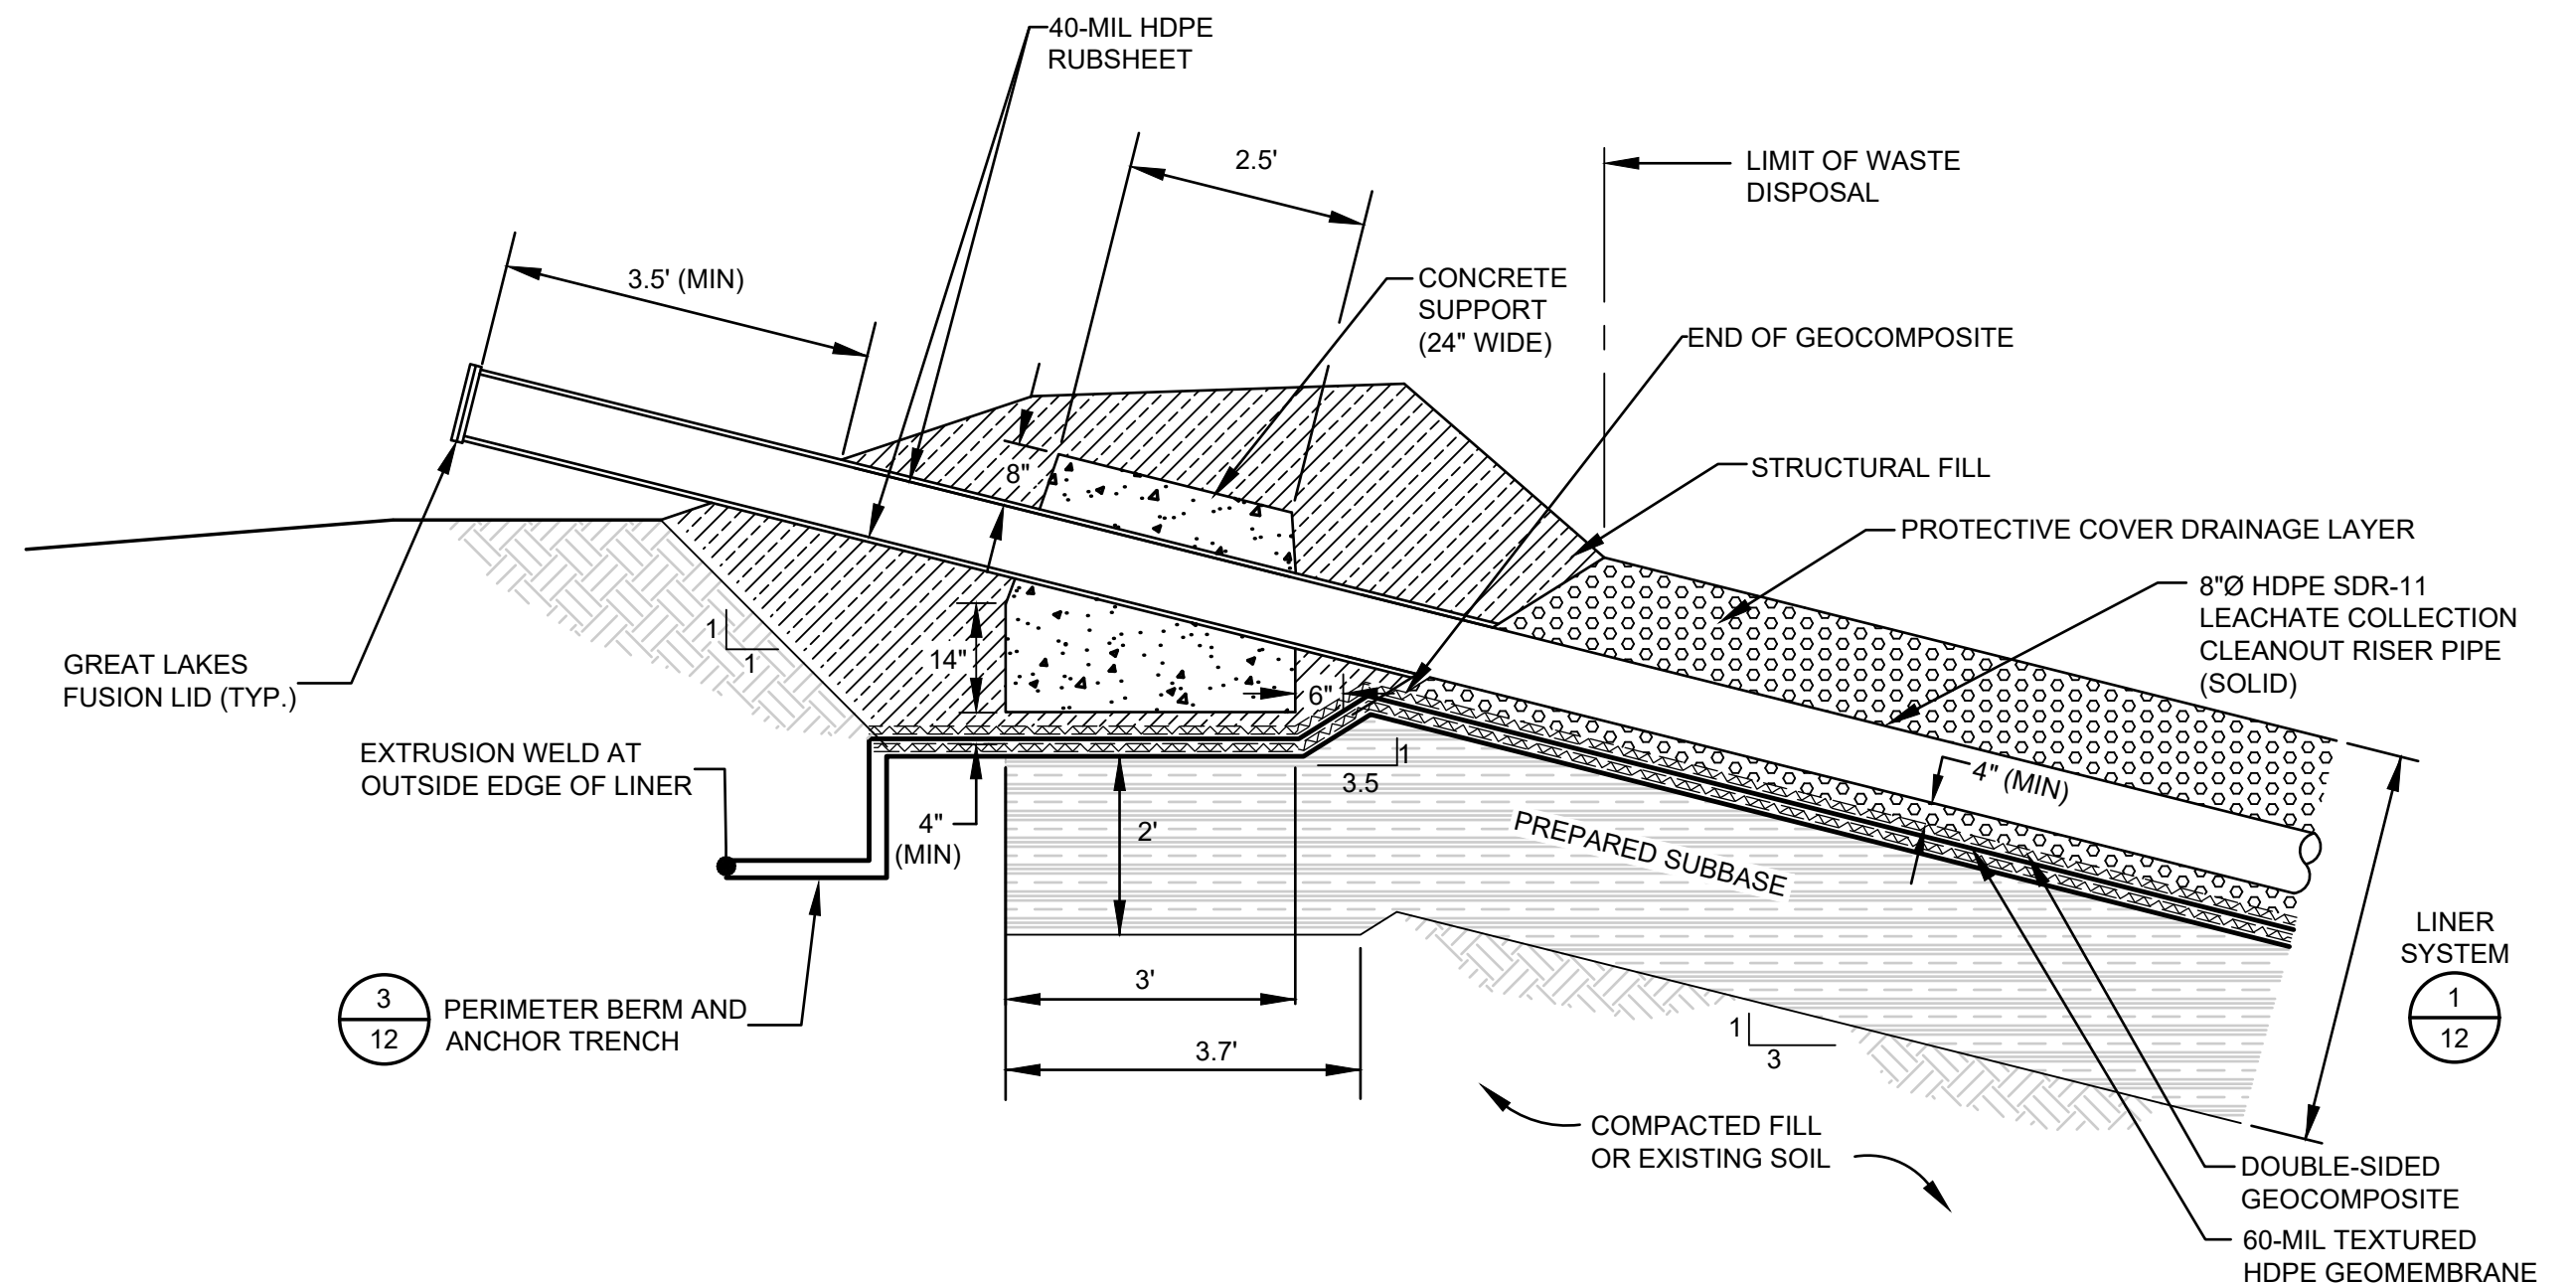 40-MIL HDPE
RUBSHEET
2.5'
LIMIT OF WASTE
DISPOSAL
3.5' (MIN)
CONCRETE
SUPPORT
(24" WIDE)
END OF GEOCOMPOSITE
8"
STRUCTURAL FILL
PROTECTIVE COVER DRAINAGE LAYER
8"Ø HDPE SDR-11
LEACHATE COLLECTION
CLEANOUT RISER PIPE
(SOLID)
1
1
14"
6"
GREAT LAKES
FUSION LID (TYP.)
EXTRUSION WELD AT
OUTSIDE EDGE OF LINER
1
3.5
4" (MIN)
4"
(MIN)
2'
PREPARED SUBBASE
LINER
SYSTEM
1
12
3'
3
12
PERIMETER BERM AND
ANCHOR TRENCH
3.7'
1
3
COMPACTED FILL
OR EXISTING SOIL
DOUBLE-SIDED
GEOCOMPOSITE
60-MIL TEXTURED
HDPE GEOMEMBRANE